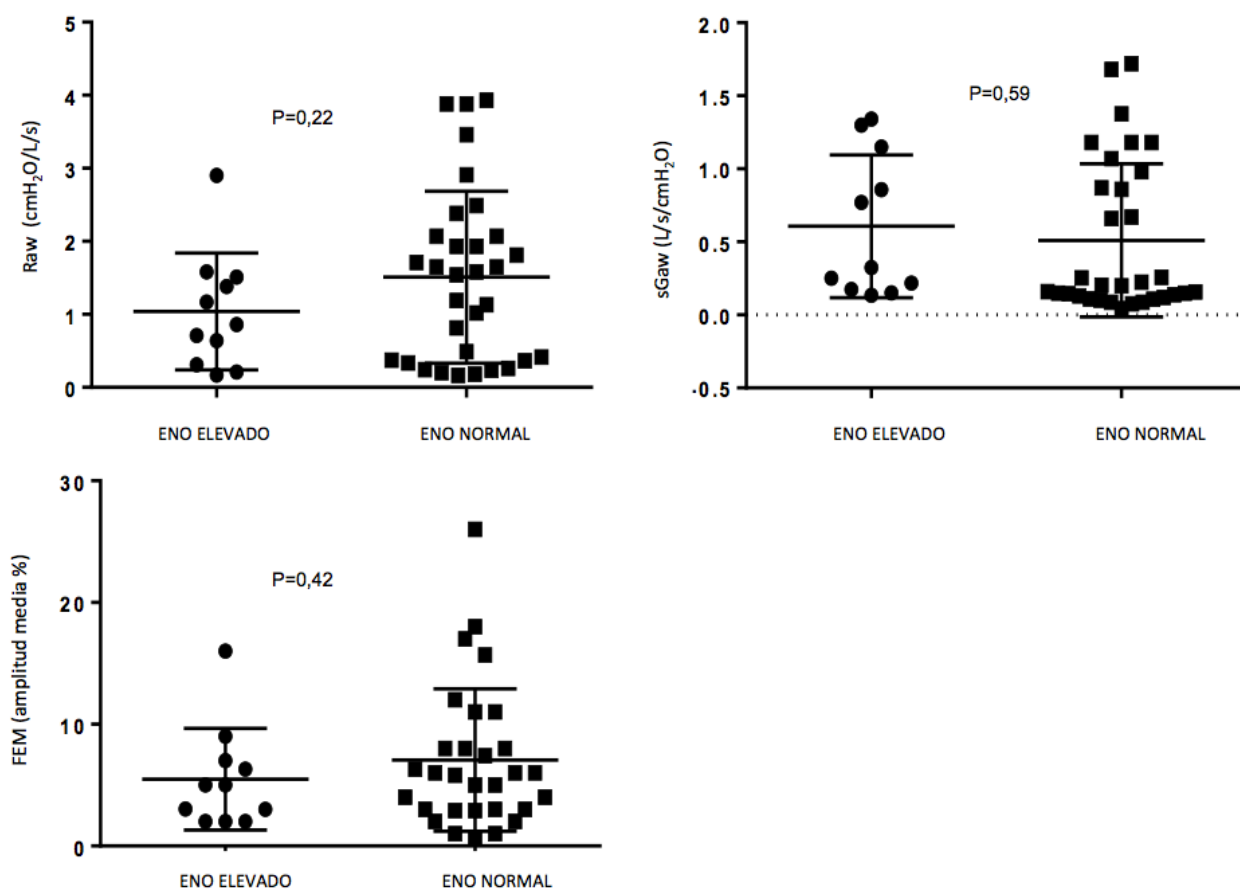 5
4
3
2
1
0
Raw (cmH₂O/L/s)
P=0,22
ENO ELEVADO
ENO NORMAL
2.0
1.5
1.0
0.5
0.0
-0.5
sGaw (L/s/cmH₂O)
P=0,59
ENO ELEVADO
ENO NORMAL
30
20
10
0
FEM (amplitud media %)
P=0,42
ENO ELEVADO
ENO NORMAL